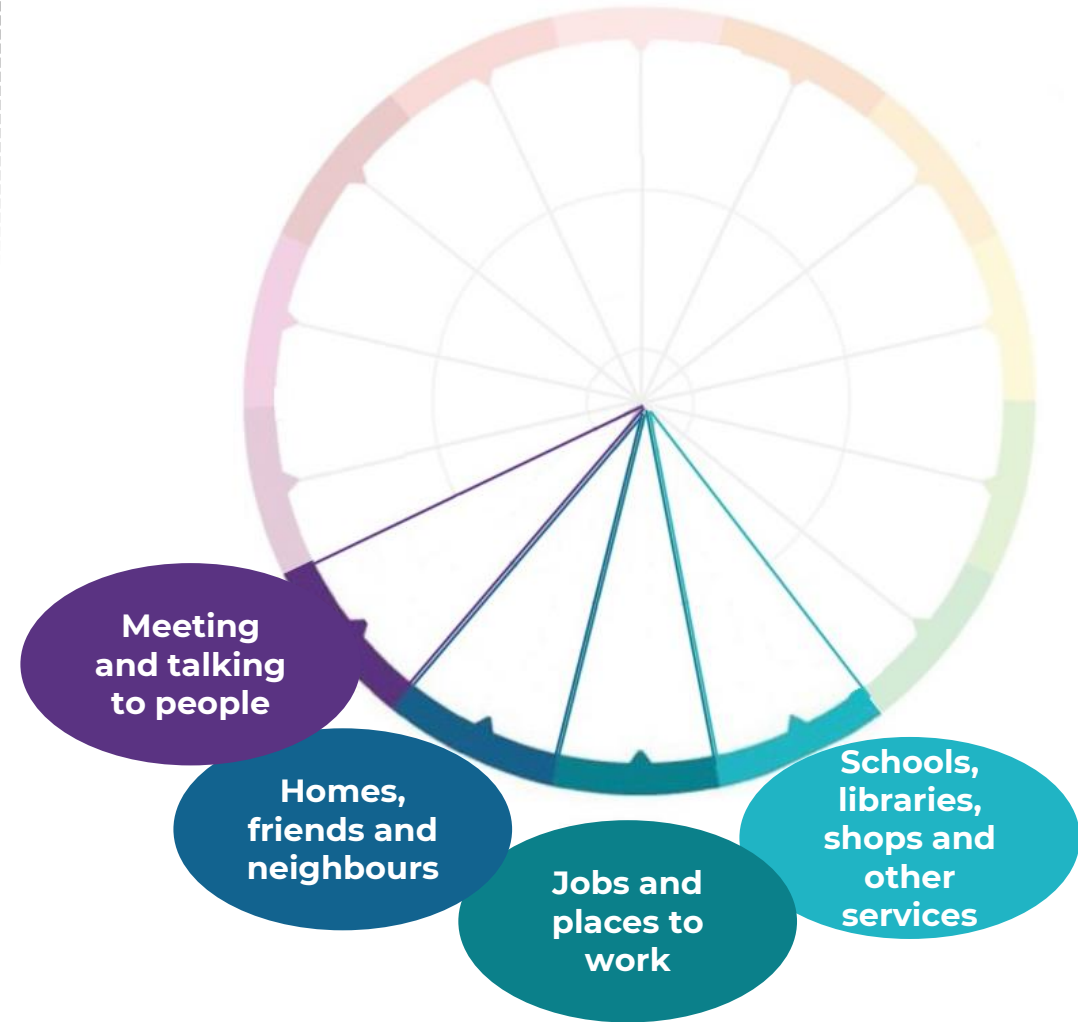 Meeting
and talking
to people
Homes,
friends and
neighbours
Jobs and
places to
work
Schools,
libraries,
shops and
other
services